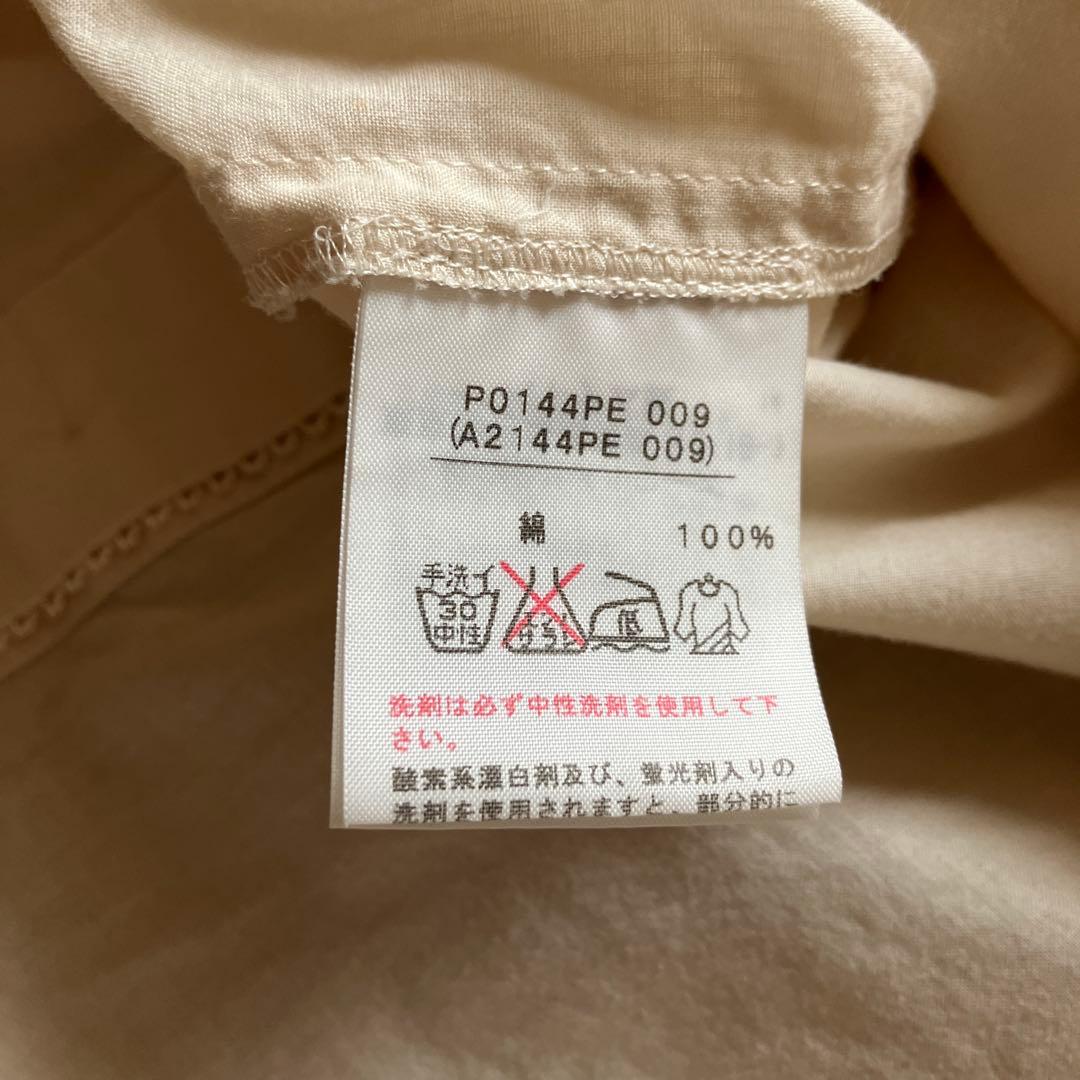 P0144PE 009
(A2144PE 009)
綿 100%
手洗イ
30
中性
エンソサラシ
低
洗剤は必ず中性洗剤を使用して下
さい。
酸素系漂白剤及び、蛍光剤入りの
洗剤を使用されますと、部分的に